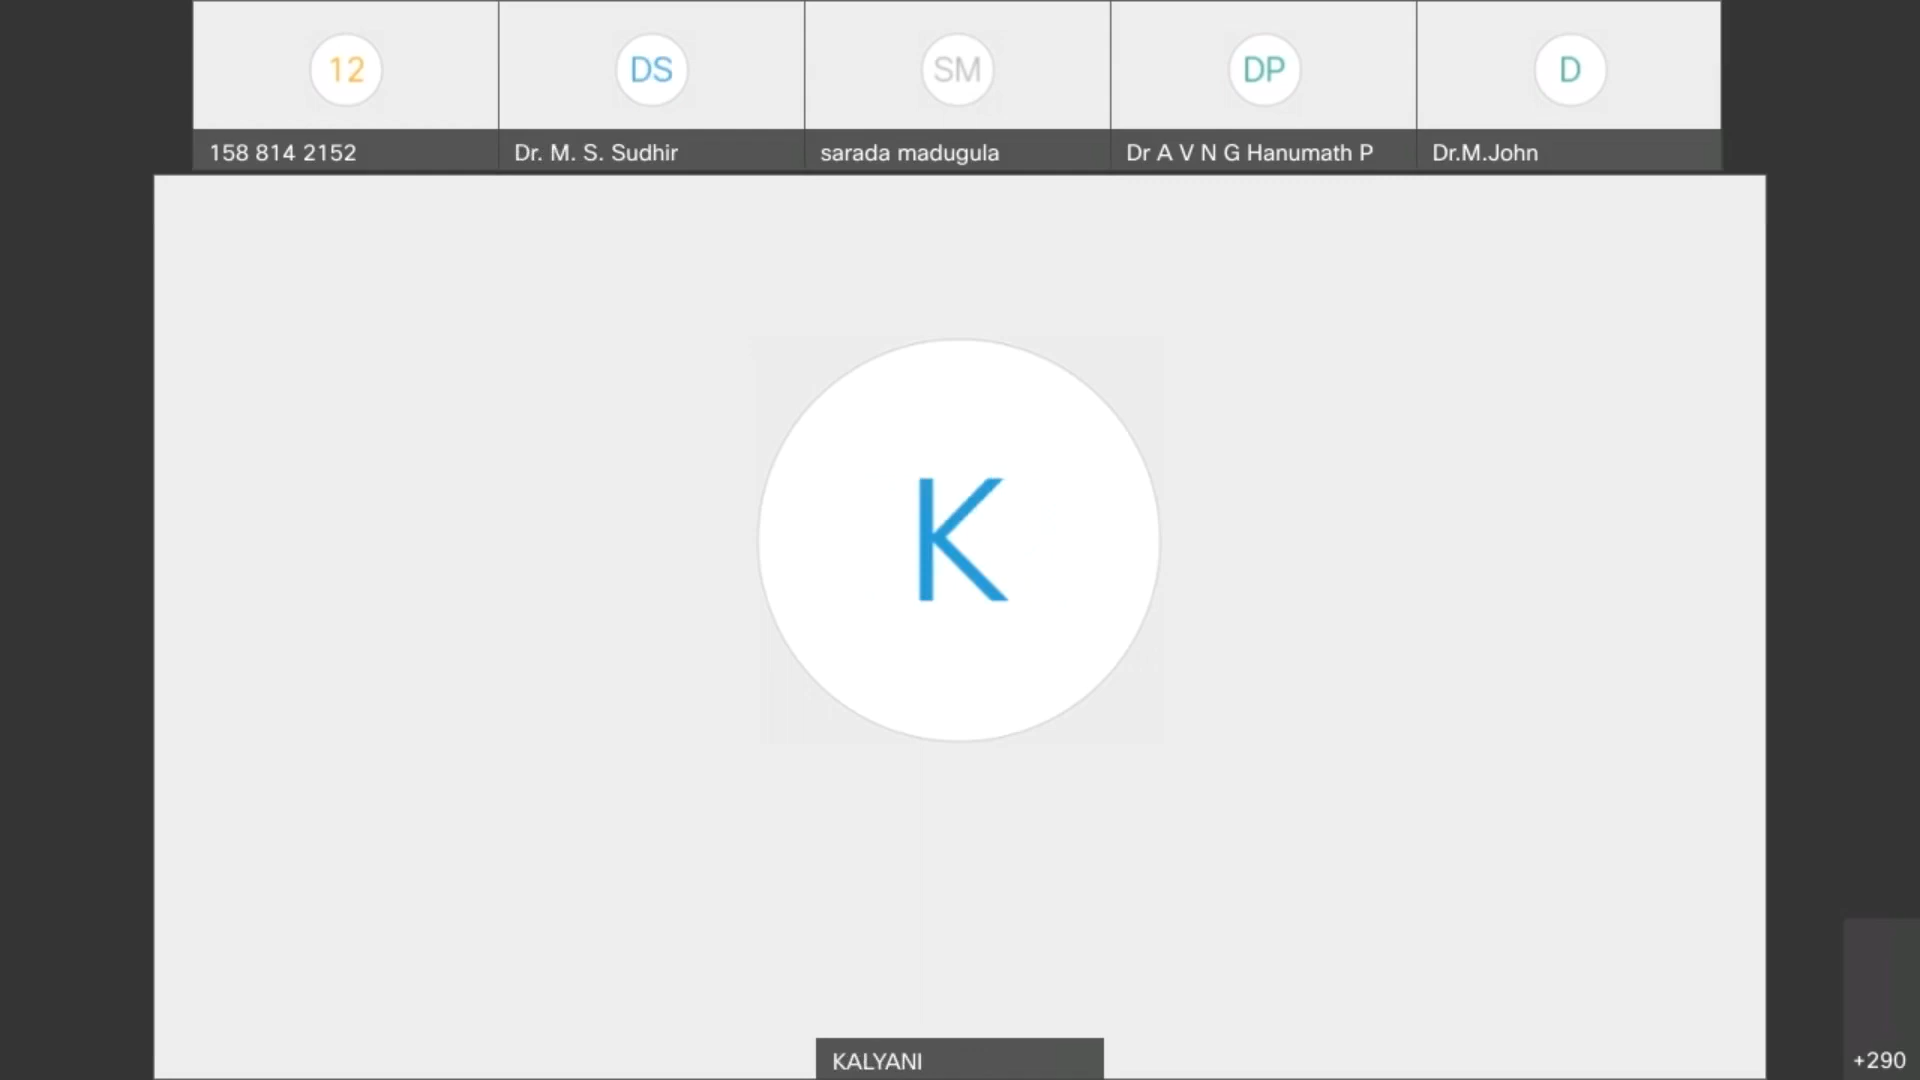 12
DS
SM
DP
D
158 814 2152
Dr. M. S. Sudhir
sarada madugula
Dr A V N G Hanumath P
Dr.M.John
K
KALYANI
+290